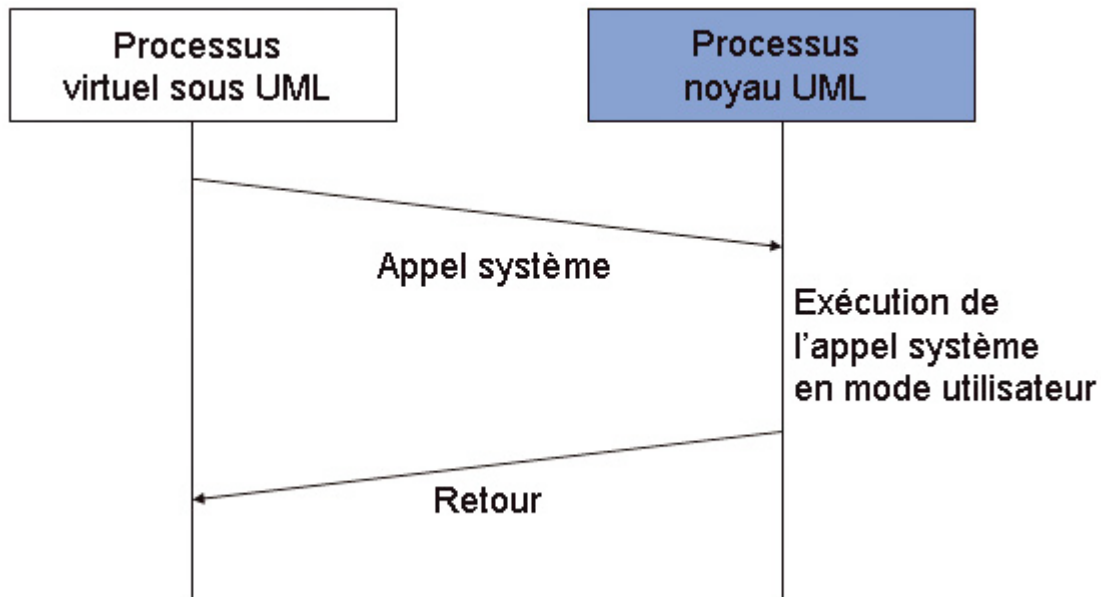 Processus
virtuel sous UML
Processus
noyau UML
Appel système
Exécution de
l'appel système
en mode utilisateur
Retour